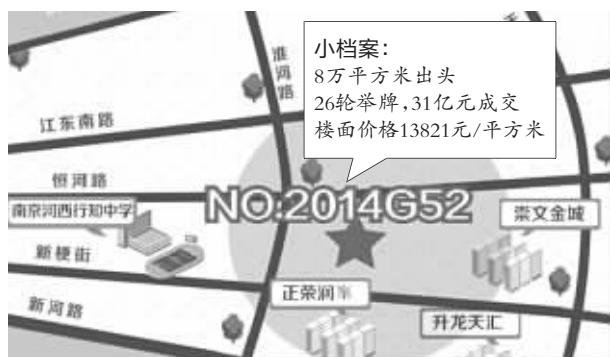 小档案：
8万平方米出头
26轮举牌，31亿元成交
楼面价格13821元/平方米
淮河路
江东南路
恒河路
NO:2014G52
南京河西行知中学
崇文金城
新梗街
正荣润
新河路
升龙天汇